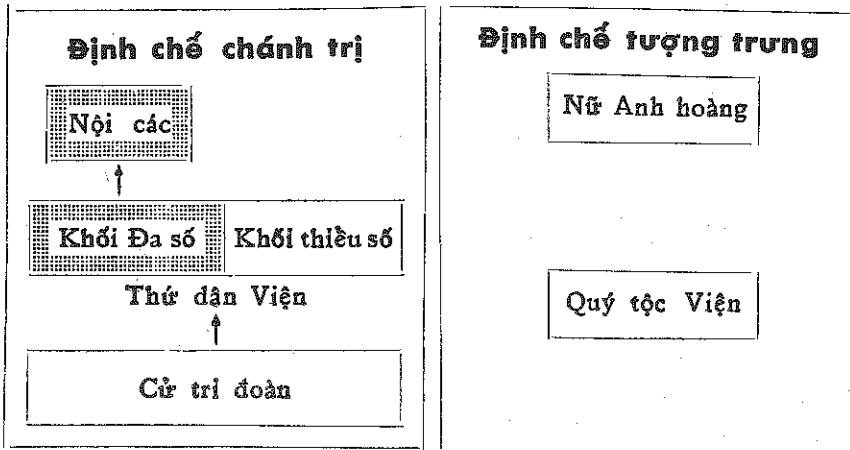 Định chế chánh trị
Nội các
Khối Đa số
Khối thiểu số
Thứ dân Viện
Cử tri đoàn
Định chế tượng trưng
Nữ Anh hoàng
Quý tộc Viện